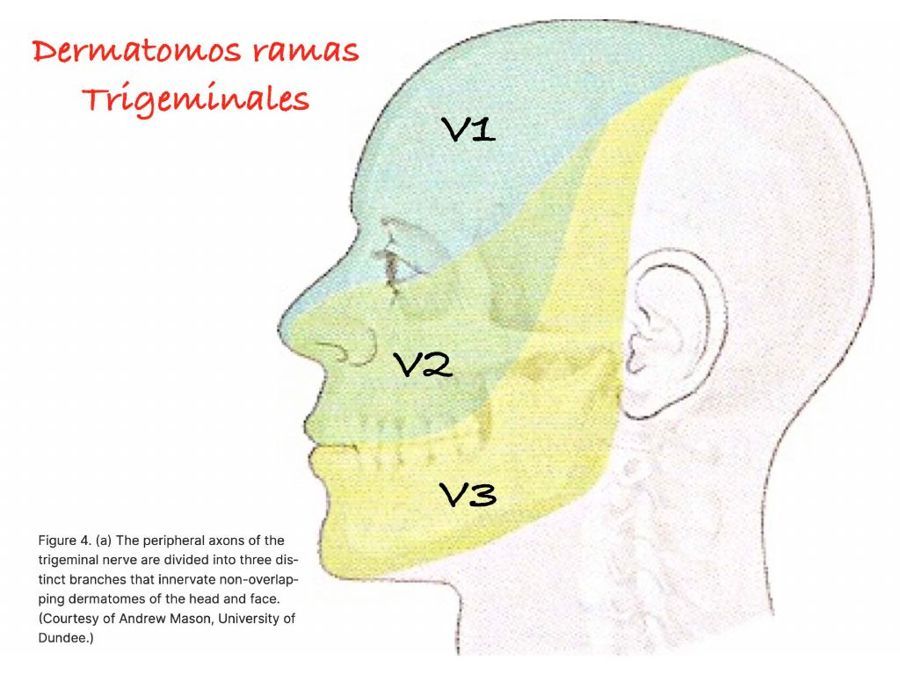 Dermatomos ramas
Trigeminales
V1
V2
V3
Figure 4. (a) The peripheral axons of the
trigeminal nerve are divided into three dis-
tinct branches that innervate non-overlap-
ping dermatomes of the head and face.
(Courtesy of Andrew Mason, University of
Dundee.)